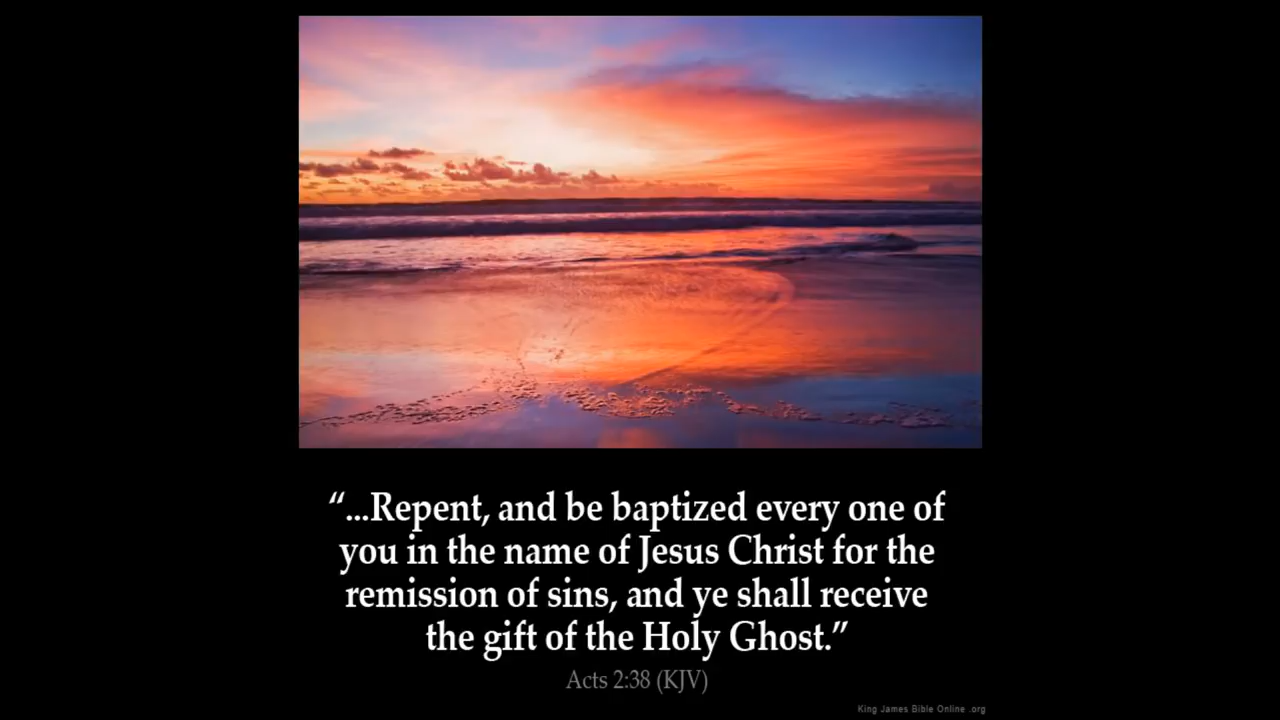 “...Repent, and be baptized every one of
you in the name of Jesus Christ for the
remission of sins, and ye shall receive
the gift of the Holy Ghost.”
Acts 2:38 (KJV)
King James Bible Online .org